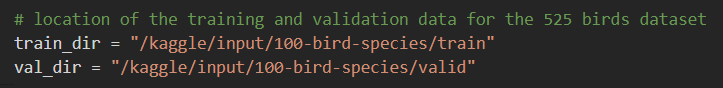 # location of the training and validation data for the 525 birds dataset
train_dir = "/kaggle/input/100-bird-species/train"
val_dir = "/kaggle/input/100-bird-species/valid"